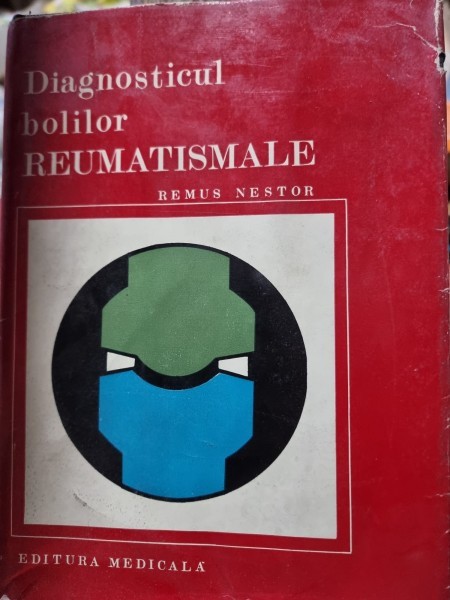 Diagnosticul
bolilor
REUMATISMALE
REMUS NESTOR
EDITURA MEDICALĂ